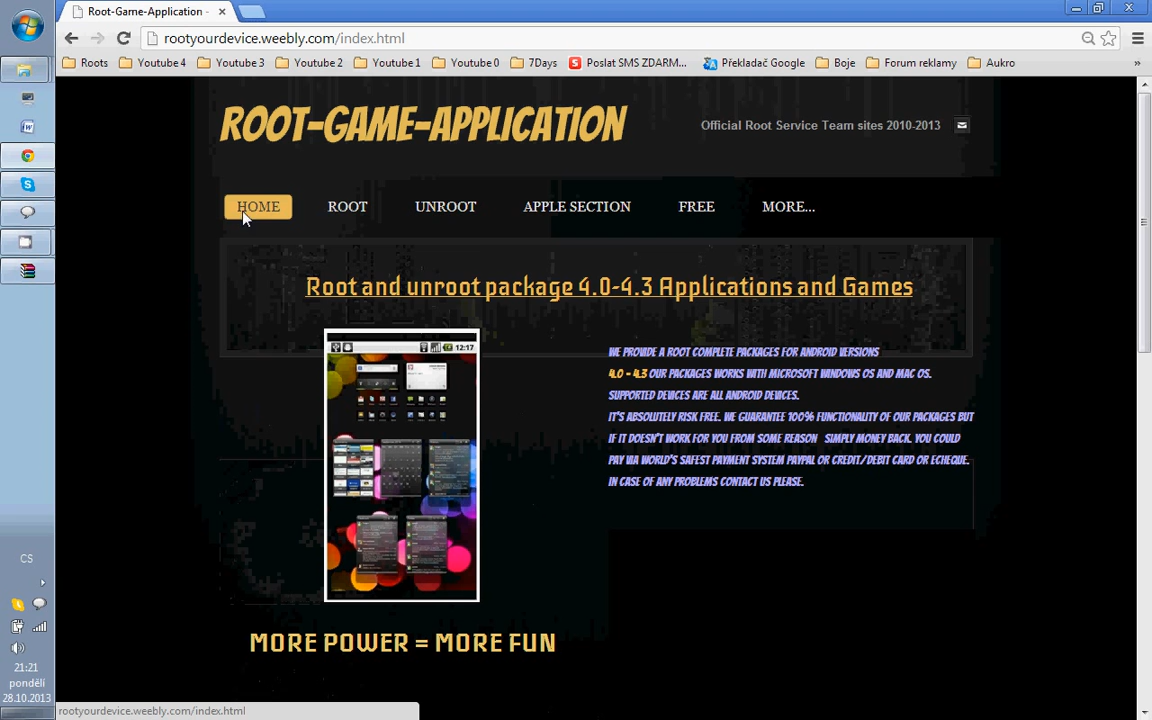 Root-Game-Application -
rootyourdevice.weebly.com/index.html
Roots
Youtube 4
Youtube 3
Youtube 2
Youtube 1
Youtube 0
7Days
Poslat SMS ZDARM...
Překladač Google
Boje
Forum reklamy
Aukro
»
ROOT-GAME-APPLICATION
Official Root Service Team sites 2010-2013
HOME
ROOT
UNROOT
APPLE SECTION
FREE
MORE...
Root and unroot package 4.0-4.3 Applications and Games
12:17
WE PROVIDE A ROOT COMPLETE PACKAGES FOR ANDROID VERSIONS
4.0 - 4.3 OUR PACKAGES WORKS WITH MICROSOFT WINDOWS OS AND MAC OS.
SUPPORTED DEVICES ARE ALL ANDROID DEVICES.
IT'S ABSOLUTELY RISK FREE. WE GUARANTEE 100% FUNCTIONALITY OF OUR PACKAGES BUT
IF IT DOESN'T WORK FOR YOU FROM SOME REASON SIMPLY MONEY BACK. YOU COULD
PAY VIA WORLD'S SAFEST PAYMENT SYSTEM PAYPAL OR CREDIT/DEBIT CARD OR ECHEQUE.
IN CASE OF ANY PROBLEMS CONTACT US PLEASE.
MORE POWER = MORE FUN
CS
21:21
pondělí
28.10.2013
rootyourdevice.weebly.com/index.html